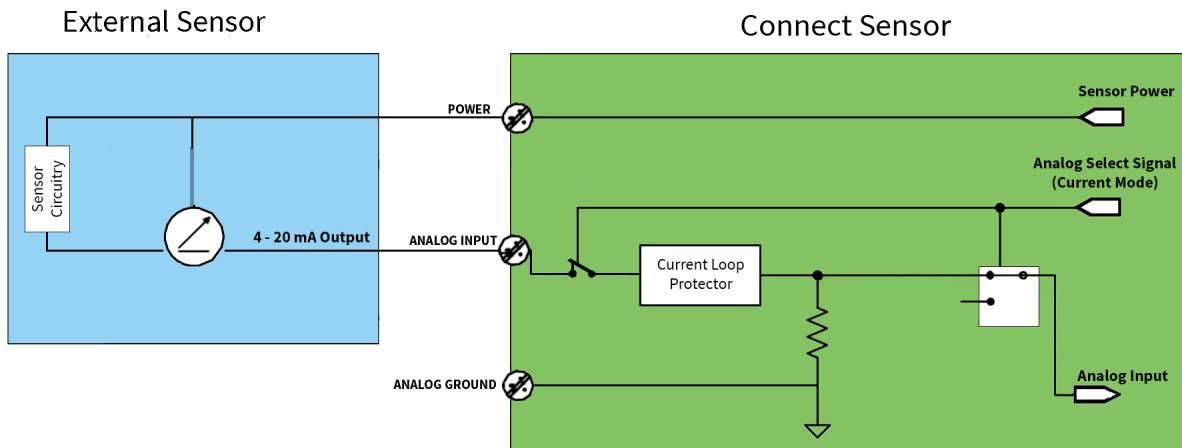 External Sensor
Connect Sensor
POWER
Sensor Power
Sensor
Circuitry
Analog Select Signal
(Current Mode)
4 - 20 mA Output
ANALOG INPUT
Current Loop
Protector
ANALOG GROUND
Analog Input